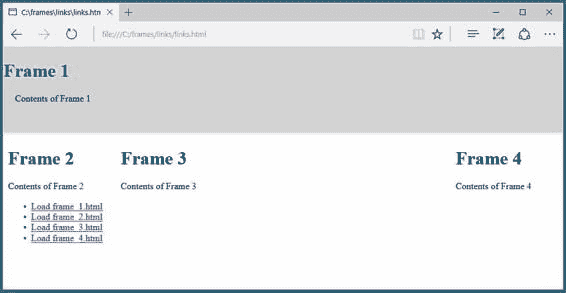 C:\frames\links\links.htn
file:///C:/frames/links/links.html
Frame 1
Contents of Frame 1
Frame 2 Frame 3 Frame 4
Contents of Frame 2 Contents of Frame 3 Contents of Frame 4
• Load frame_1.html
• Load frame_2.html
• Load frame_3.html
• Load frame_4.html